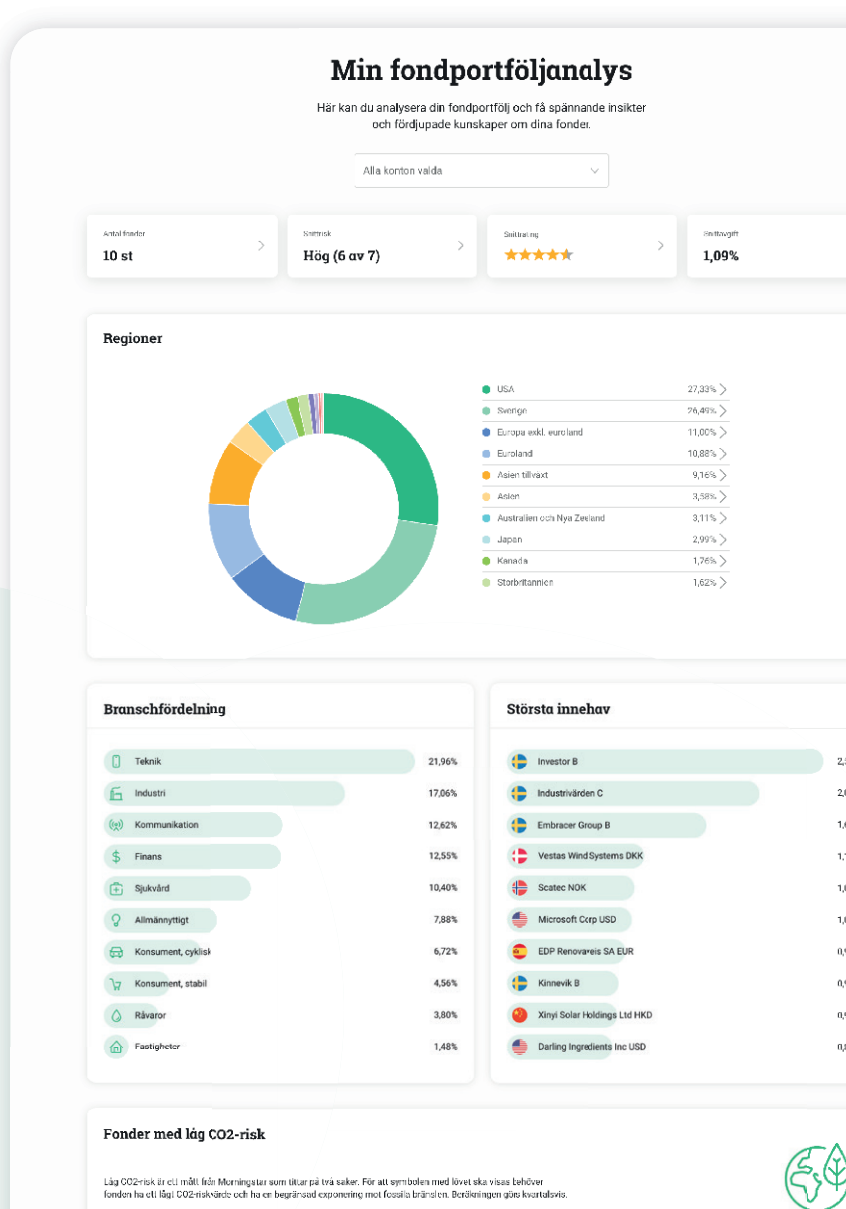 Min fondportföljanalys
Här kan du analysera din fondportfölj och få spännande insikter
och fördjupade kunskaper om dina fonder.
Alla konton valda
Antal fonder
10 st
Snittrisk
Hög (6 av 7)
Snittrating
Snittavgift
1,09%
Regioner
USA 27,33%
Sverige 26,49%
Europa exkl. euroland 11,00%
Euroland 10,88%
Asien tillväxt 9,16%
Asien 3,58%
Australien och Nya Zeeland 3,11%
Japan 2,99%
Kanada 1,76%
Storbritannien 1,62%
Branschfördelning
Teknik 21,96%
Industri 17,06%
Kommunikation 12,62%
Finans 12,55%
Sjukvård 10,40%
Allmännyttigt 7,88%
Konsument, cyklisk 6,72%
Konsument, stabil 4,56%
Råvaror 3,80%
Fastigheter 1,48%
Största innehav
Investor B
Industrivärden C
Embracer Group B
Vestas Wind Systems DKK
Scatec NOK
Microsoft Corp USD
EDP Renovaveis SA EUR
Kinnevik B
Xinyi Solar Holdings Ltd HKD
Darling Ingredients Inc USD
Fonder med låg CO2-risk
Låg CO2-risk är ett mått från Morningstar som tittar på två saker. För att symbolen med lövet ska visas behöver
fonden ha ett lågt CO2-riskvärde och ha en begränsad exponering mot fossila bränslen. Beräkningen görs kvartalsvis.